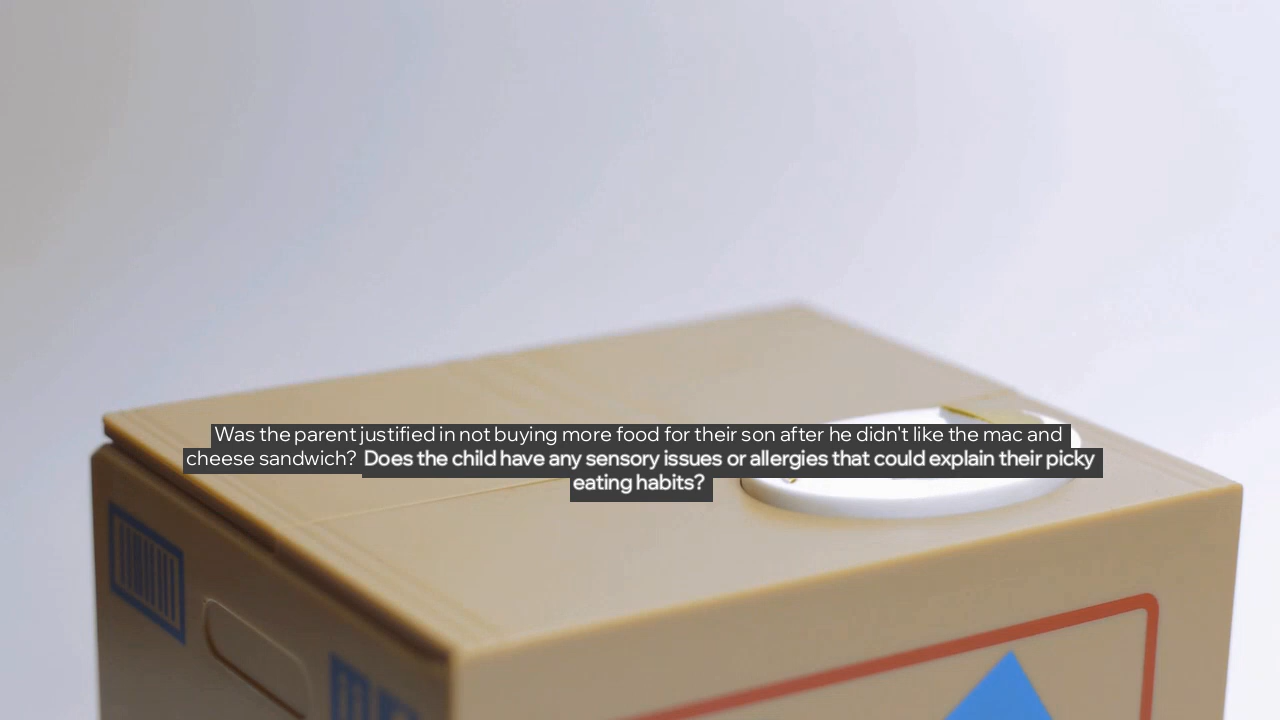 Was the parent justified in not buying more food for their son after he didn't like the mac and
cheese sandwich? Does the child have any sensory issues or allergies that could explain their picky
eating habits?